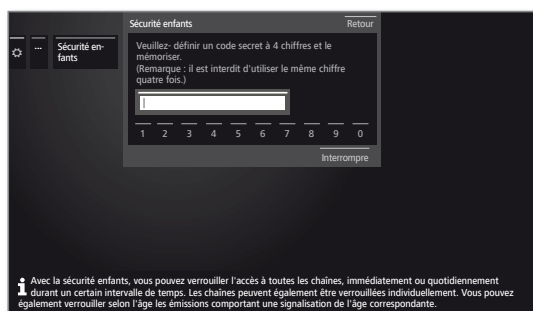 Sécurité enfants
Retour
...
Sécurité en-
fants
Veuillez- définir un code secret à 4 chiffres et le
mémoriser.
(Remarque : il est interdit d'utiliser le même chiffre
quatre fois.)
1 2 3 4 5 6 7 8 9 0
Interrompre
Avec la sécurité enfants, vous pouvez verrouiller l'accès à toutes les chaînes, immédiatement ou quotidiennement
durant un certain intervalle de temps. Les chaînes peuvent également être verrouillées individuellement. Vous pouvez
également verrouiller selon l'âge les émissions comportant une signalisation de l'âge correspondante.